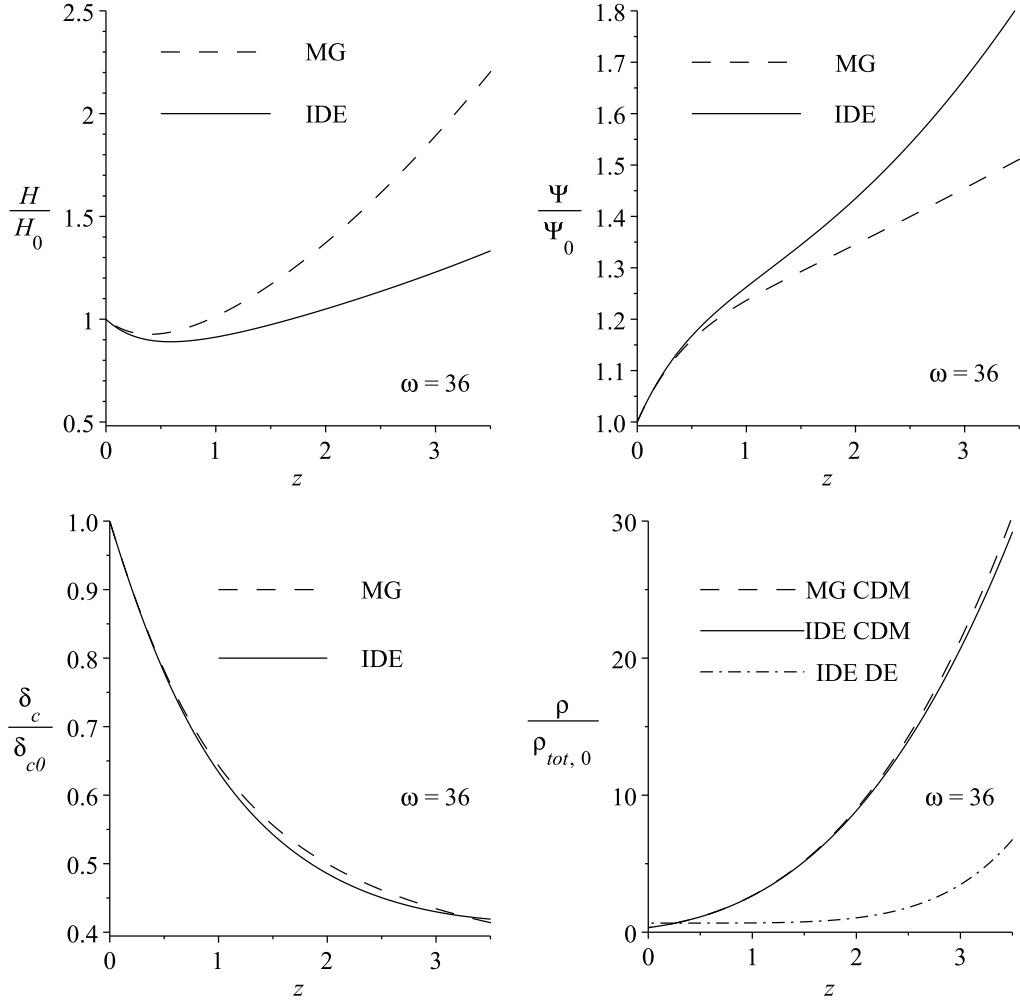 2.5
2
1.5
1
0.5
H
H0
MG
IDE
ω = 36
0 1 2 3
z
1.8
1.7
1.6
1.5
1.4
1.3
1.2
1.1
1.0
Ψ
Ψ0
MG
IDE
ω = 36
0 1 2 3
z
1.0
0.9
0.8
0.7
0.6
0.5
0.4
δc
δc0
MG
IDE
ω = 36
0 1 2 3
z
30
20
10
0
ρ
ρtot, 0
MG CDM
IDE CDM
IDE DE
ω = 36
0 1 2 3
z